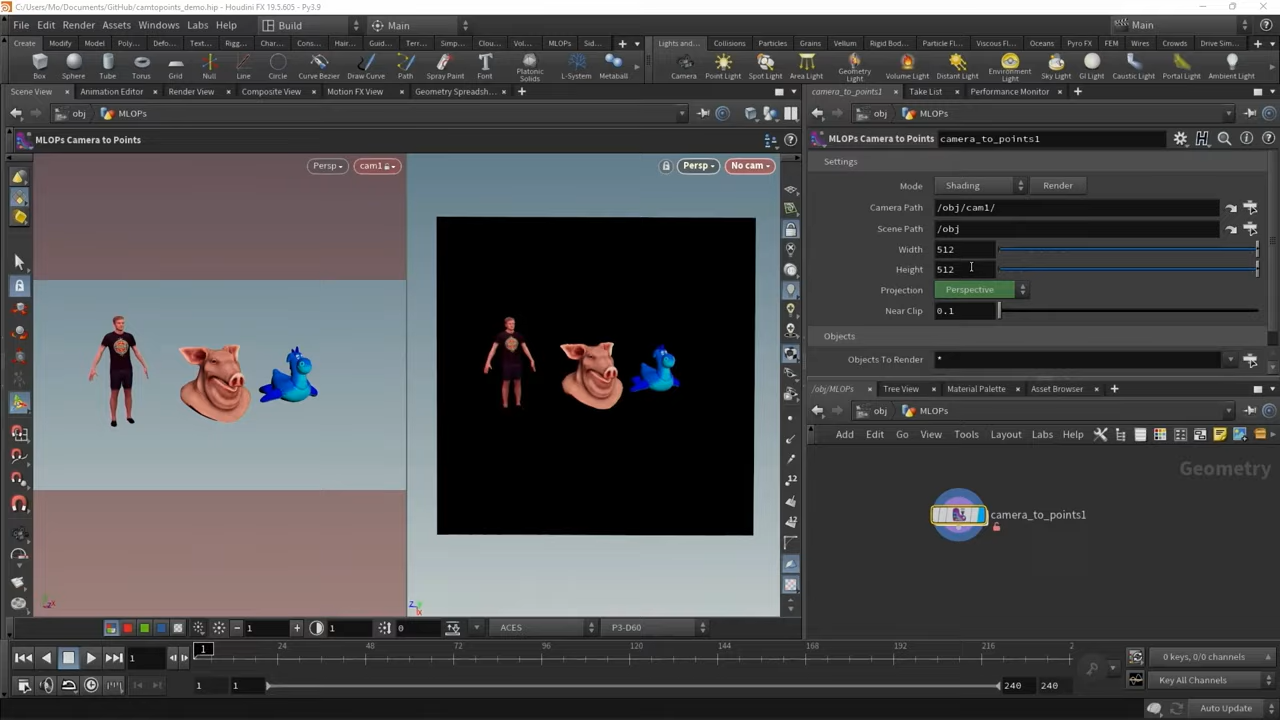 C:/Users/Mo/Documents/GitHub/camtopoints_demo.hip - Houdini FX 19.5.605 - Py3.9
File Edit Render Assets Windows Labs Help Build Main Main
Create Modify Model Poly... Defo... Text... Rigg... Char... Cons... Hair... Guid... Terr... Simp... Clou... Vol... MLOPs Sid...
Box Sphere Tube Torus Grid Null Line Circle Curve Bezier Draw Curve Path Spray Paint Font Platonic Solids L-System Metaball
Lights and... Collisions Particles Grains Vellum Rigid Bod... Particle Fl... Viscous Fl... Oceans Pyro FX FEM Wires Crowds Drive Sim...
Camera Point Light Spot Light Area Light Geometry Light Volume Light Distant Light Environment Light Sky Light GI Light Caustic Light Portal Light Ambient Light
Scene View Animation Editor Render View Composite View Motion FX View Geometry Spreadsh...
obj MLOPs
MLOPs Camera to Points
Persp cam1
Persp No cam
camera_to_points1 Take List Performance Monitor
obj MLOPs
MLOPs Camera to Points camera_to_points1
Settings
Mode Shading Render
Camera Path /obj/cam1/
Scene Path /obj
Width 512
Height 512
Projection Perspective
Near Clip 0.1
Objects
Objects To Render *
/obj/MLOPs Tree View Material Palette Asset Browser
obj MLOPs
Add Edit Go View Tools Layout Labs Help
Geometry
camera_to_points1
1 1 0 ACES P3-D60
1 1 24 48 72 96 120 144 168 192 216 2
1 1 240 240
0 keys, 0/0 channels
Key All Channels
Auto Update